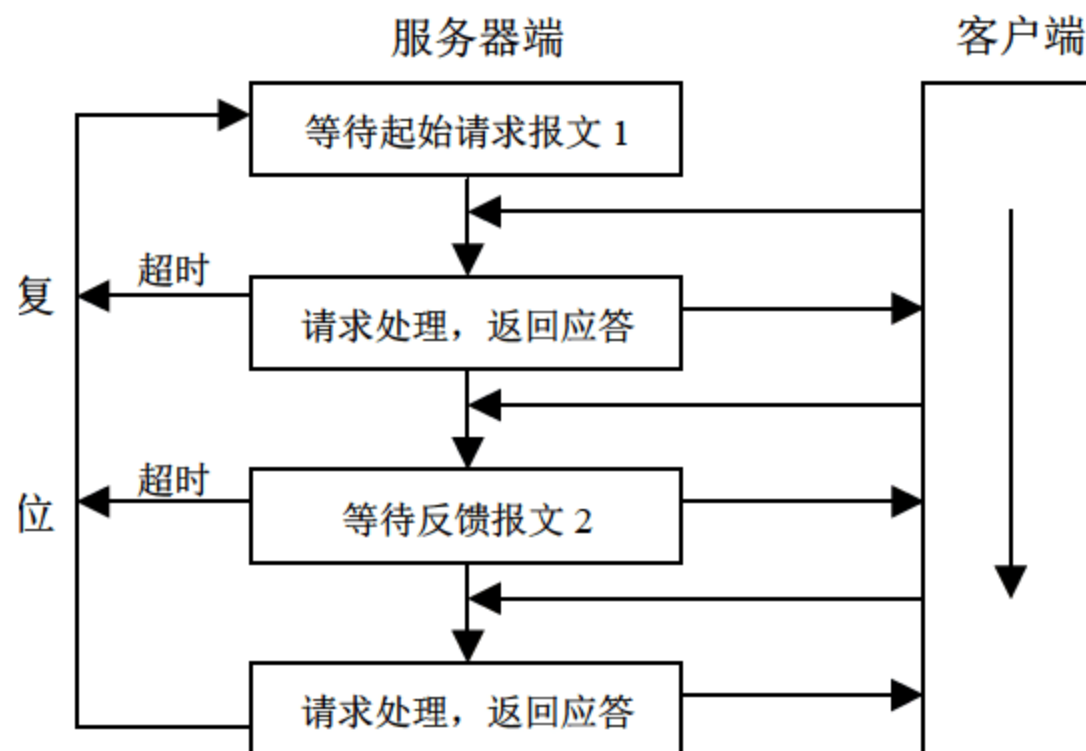 服务器端
客户端
等待起始请求报文 1
超时
复
请求处理，返回应答
超时
位
等待反馈报文 2
请求处理，返回应答